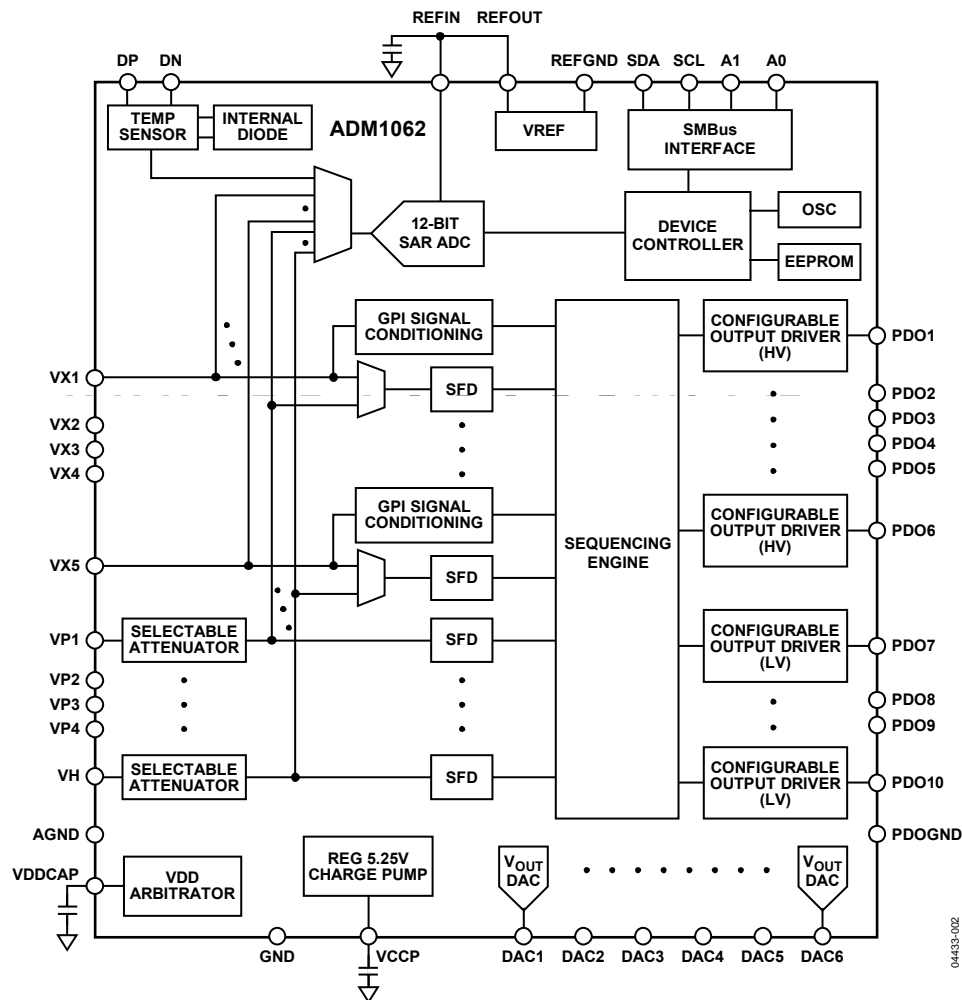 REFIN REFOUT
DP DN
REFGND SDA SCL A1 A0
TEMP
SENSOR
INTERNAL
DIODE
ADM1062
VREF
SMBus
INTERFACE
12-BIT
SAR ADC
DEVICE
CONTROLLER
OSC
EEPROM
GPI SIGNAL
CONDITIONING
CONFIGURABLE
OUTPUT DRIVER
(HV)
PDO1
VX1
SFD
PDO2
VX2
PDO3
VX3
PDO4
VX4
PDO5
GPI SIGNAL
CONDITIONING
CONFIGURABLE
OUTPUT DRIVER
(HV)
PDO6
SEQUENCING
ENGINE
VX5
SFD
VP1
SELECTABLE
ATTENUATOR
SFD
CONFIGURABLE
OUTPUT DRIVER
(LV)
PDO7
VP2
PDO8
VP3
PDO9
VP4
VH
SELECTABLE
ATTENUATOR
SFD
CONFIGURABLE
OUTPUT DRIVER
(LV)
PDO10
AGND
PDOGND
VDDCAP
VDD
ARBITRATOR
REG 5.25V
CHARGE PUMP
VOUT
DAC
VOUT
DAC
GND
VCCP
DAC1 DAC2 DAC3 DAC4 DAC5 DAC6
04433-002